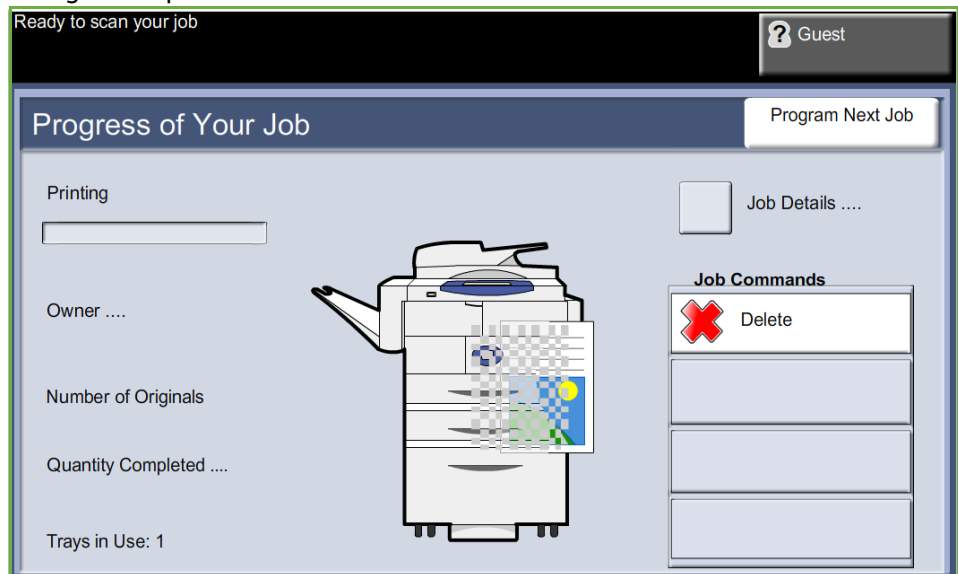 Ready to scan your job
? Guest
Progress of Your Job
Program Next Job
Printing
Job Details ....
Job Commands
Owner ....
Delete
Number of Originals
Quantity Completed ....
Trays in Use: 1